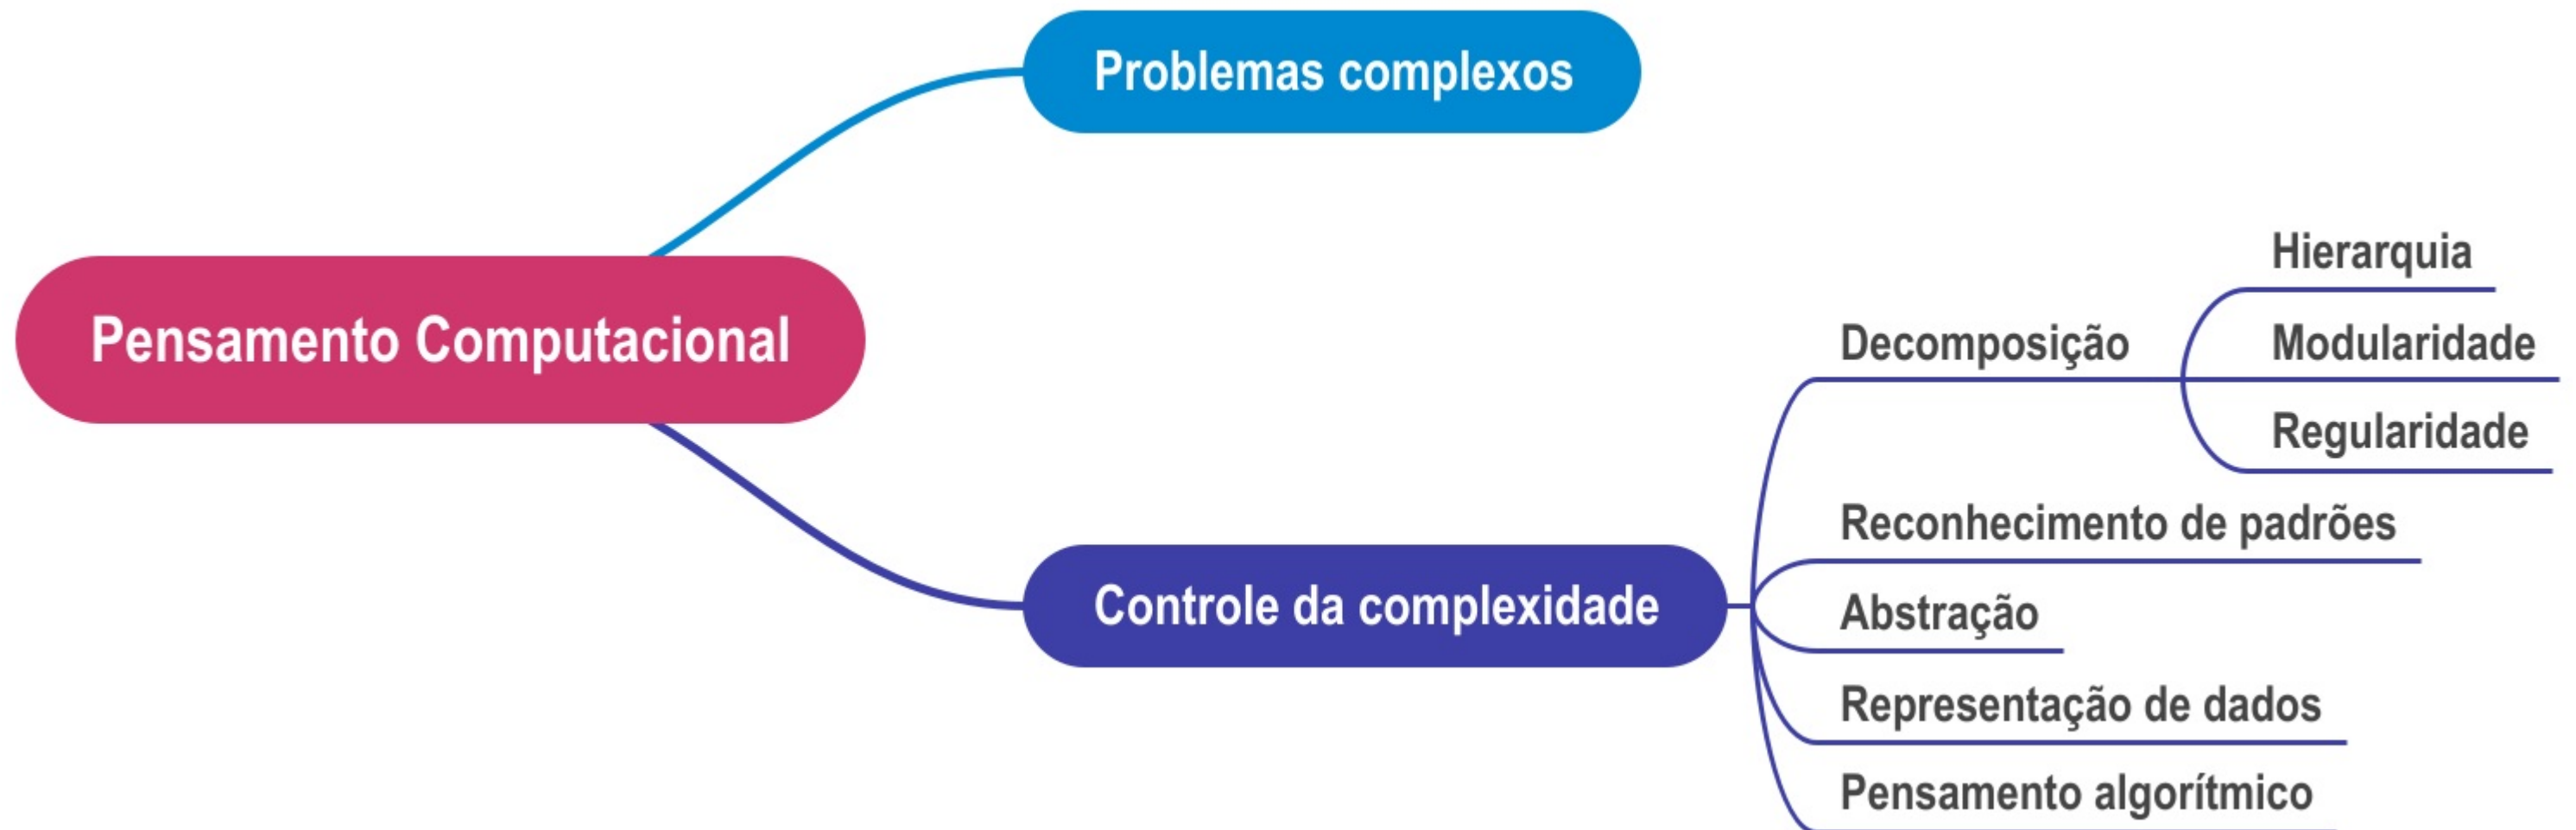 Problemas complexos
Pensamento Computacional
Controle da complexidade
Decomposição
Hierarquia
Modularidade
Regularidade
Reconhecimento de padrões
Abstração
Representação de dados
Pensamento algorítmico